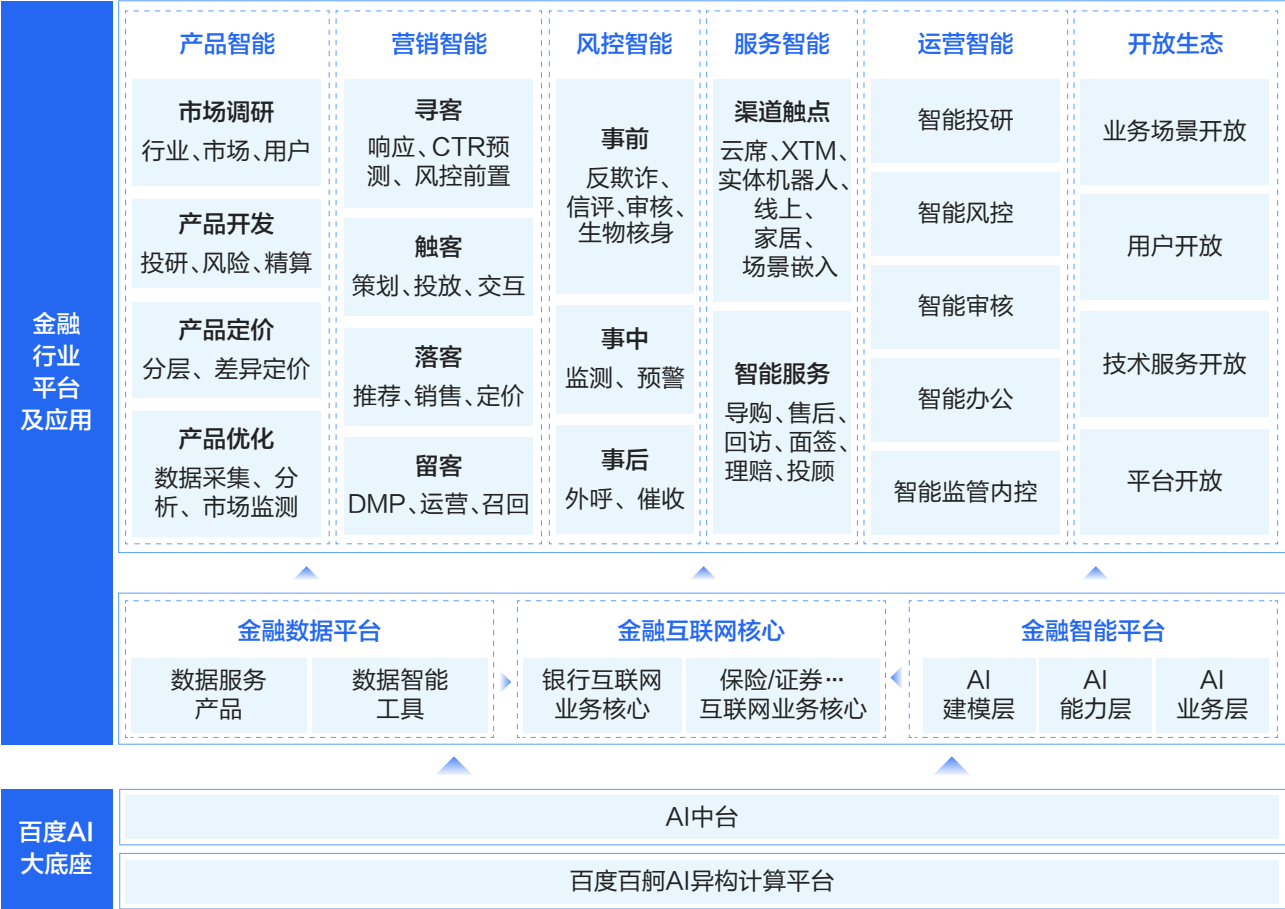 金融
行业
平台
及应用
产品智能
市场调研
行业、市场、用户
产品开发
投研、风险、精算
产品定价
分层、差异定价
产品优化
数据采集、分
析、市场监测
营销智能
寻客
响应、CTR预
测、风控前置
触客
策划、投放、交互
落客
推荐、销售、定价
留客
DMP、运营、召回
风控智能
事前
反欺诈、
信评、审核、
生物核身
事中
监测、预警
事后
外呼、催收
服务智能
渠道触点
云席、XTM、
实体机器人、
线上、
家居、
场景嵌入
智能服务
导购、售后、
回访、面签、
理赔、投顾
运营智能
智能投研
智能风控
智能审核
智能办公
智能监管内控
开放生态
业务场景开放
用户开放
技术服务开放
平台开放
金融数据平台
数据服务
产品
数据智能
工具
金融互联网核心
银行互联网
业务核心
保险/证券…
互联网业务核心
金融智能平台
AI
建模层
AI
能力层
AI
业务层
百度AI
大底座
AI中台
百度百舸AI异构计算平台